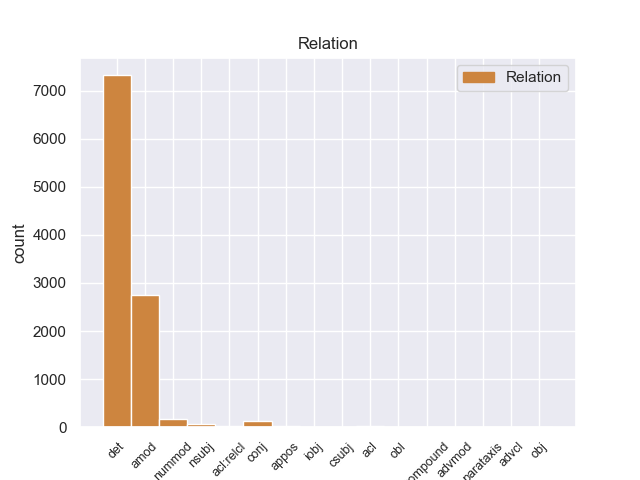 Relation
Relation
count
7000
6000
5000
4000
3000
2000
1000
0
det
amod
nummod
nsubj
acl:relcl
conj
appos
iobj
csubj
acl
obl
ompound
advmod
parataxis
advcl
obj